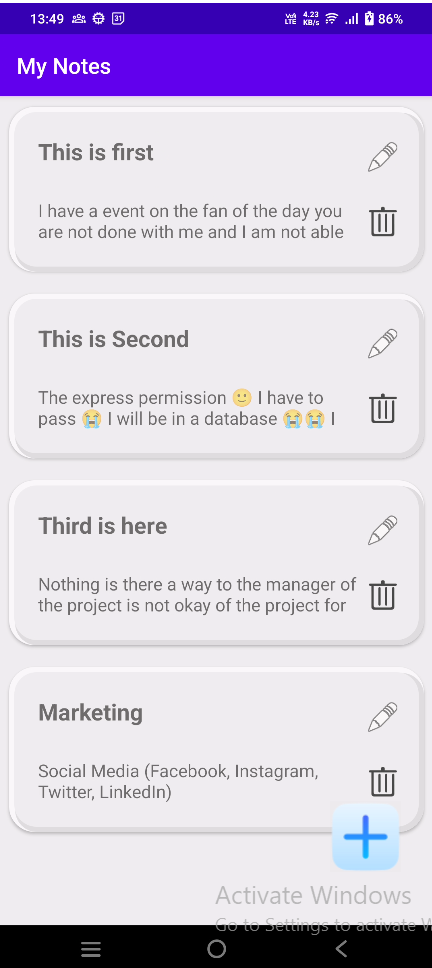 13:49 31 Vo) LTE 4.23 KB/s 86%
My Notes
This is first
I have a event on the fan of the day you
are not done with me and I am not able
This is Second
The express permission 🙂 I have to
pass 😭 I will be in a database 😭😭 I
Third is here
Nothing is there a way to the manager of
the project is not okay of the project for
Marketing
Social Media (Facebook, Instagram,
Twitter, LinkedIn)
Activate Windows
Go to Settings to activate W